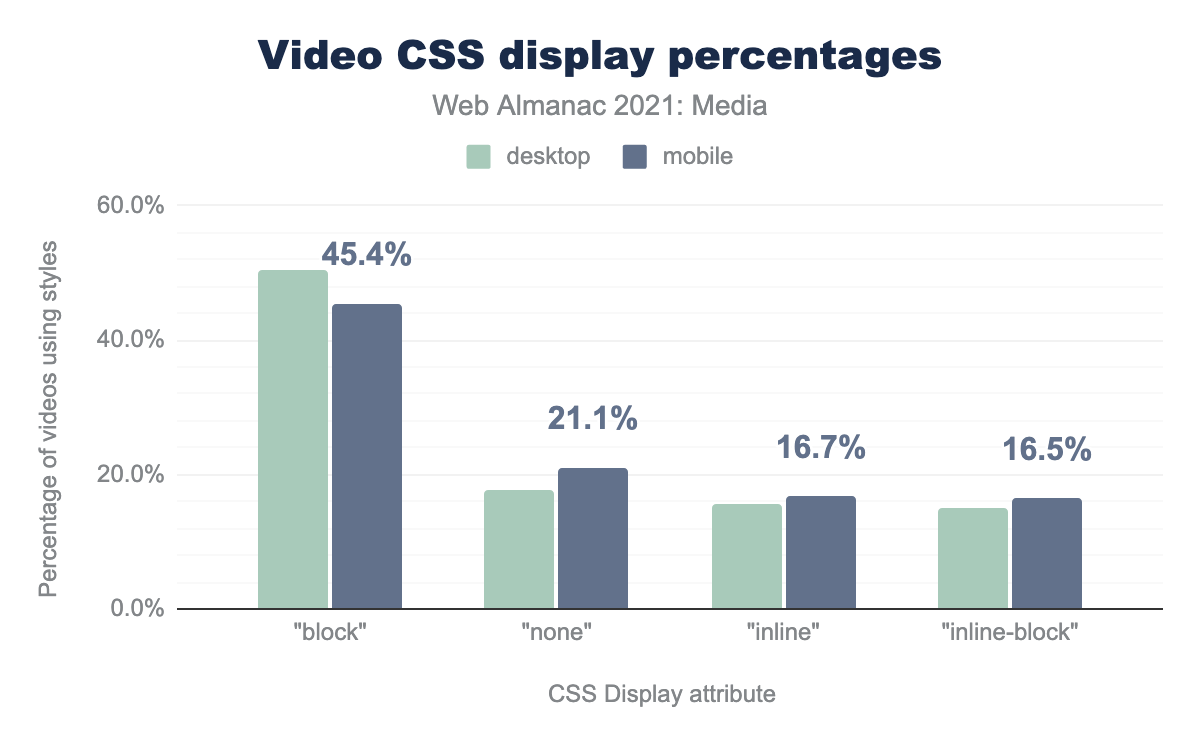 Video CSS display percentages
Web Almanac 2021: Media
desktop
mobile
Percentage of videos using styles
60.0%
40.0%
20.0%
0.0%
45.4%
21.1%
16.7%
16.5%
"block"
"none"
"inline"
"inline-block"
CSS Display attribute